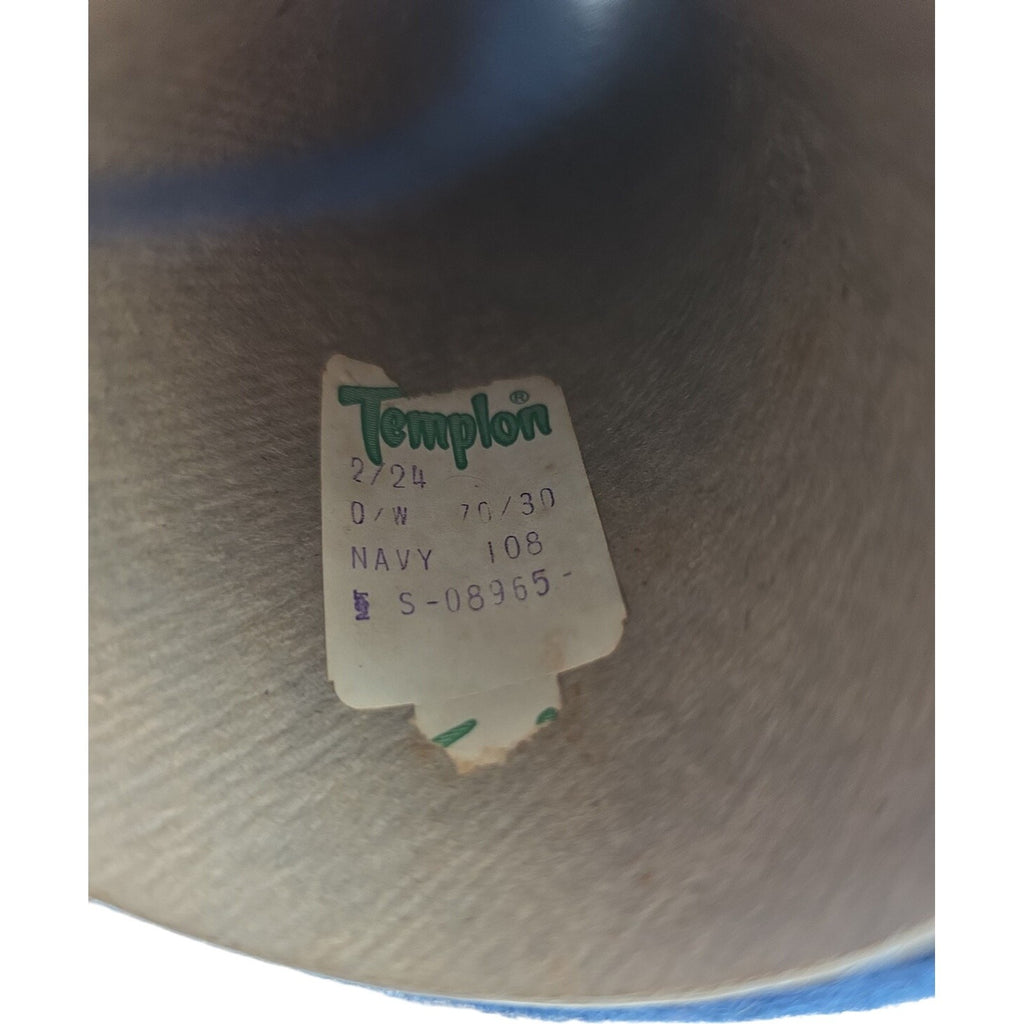 Templon®
2/24
O/W 70/30
NAVY 108
S-08965-